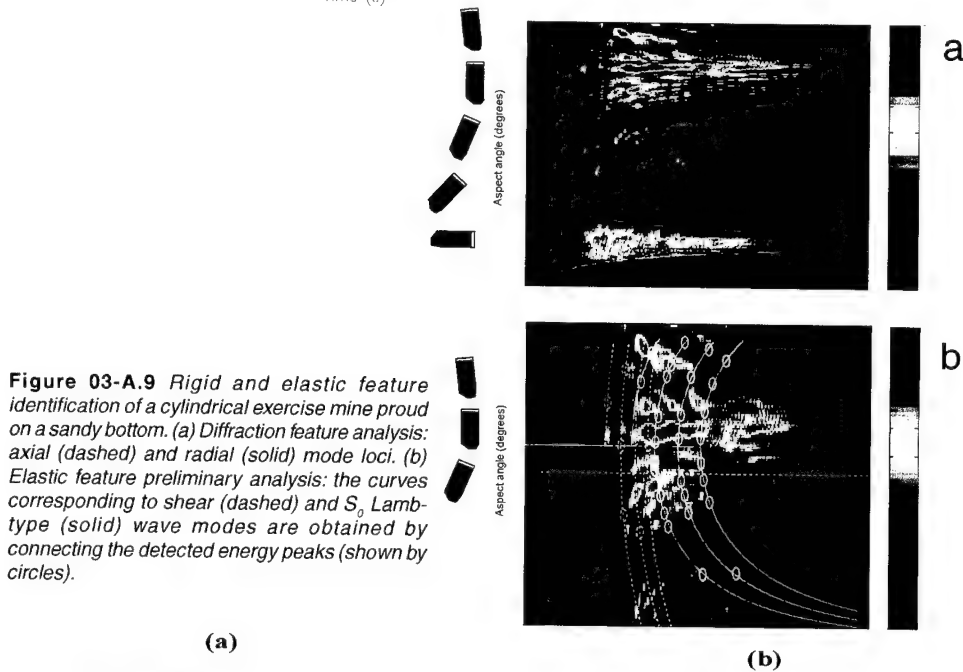 a
Aspect angle (degrees)
b
Aspect angle (degrees)
Figure 03-A.9 Rigid and elastic feature
identification of a cylindrical exercise mine proud
on a sandy bottom. (a) Diffraction feature analysis:
axial (dashed) and radial (solid) mode loci. (b)
Elastic feature preliminary analysis: the curves
corresponding to shear (dashed) and S₀ Lamb-
type (solid) wave modes are obtained by
connecting the detected energy peaks (shown by
circles).
(a)
(b)